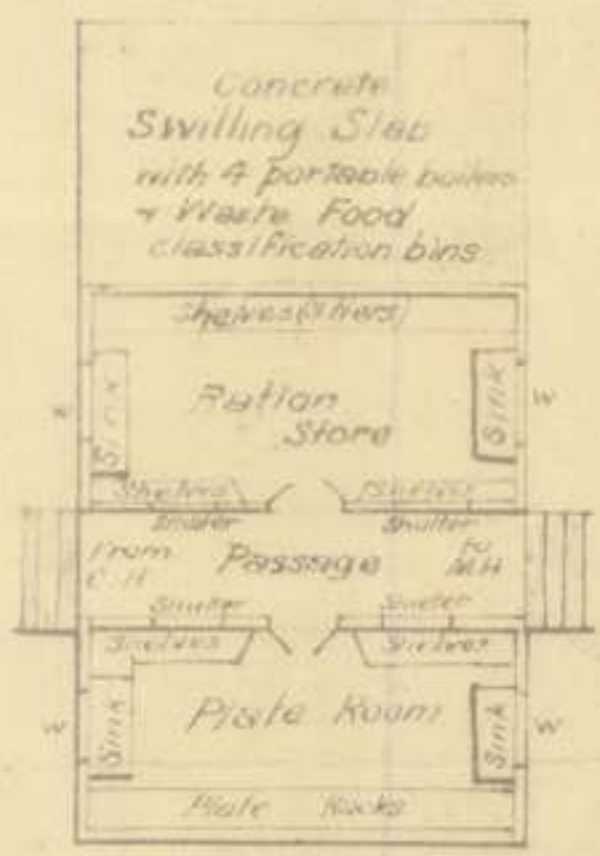 Concrete
Swilling Slab
with 4 portable boilers
+ Waste Food
classification bins
Shelves
Sink
Ration
Store
Sink
W
Shelves
Shelves
Shutter
Shutter
From
Passage
To
M.H
Shutter
Shutter
Shelves
Shelves
W
Sink
Plate Room
Sink
W
Plate Racks